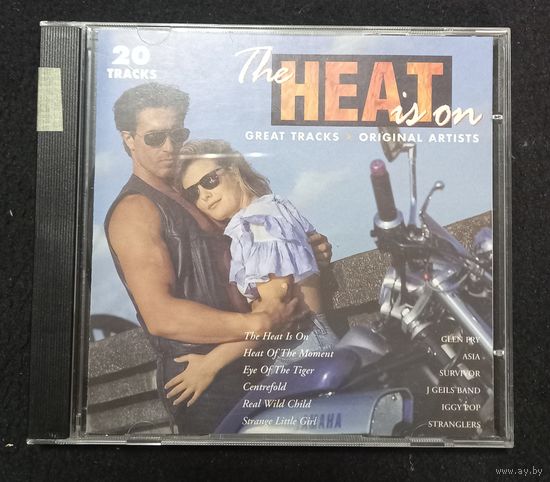 20
TRACKS
The
HEAT
is on
GREAT TRACKS • ORIGINAL ARTISTS
The Heat Is On GLEN FRY
Heat Of The Moment ASIA
Eye Of The Tiger SURVIVOR
Centrefold J GEILS BAND
Real Wild Child IGGY POP
Strange Little Girl STRANGLERS
YAMAHA
www.ay.by